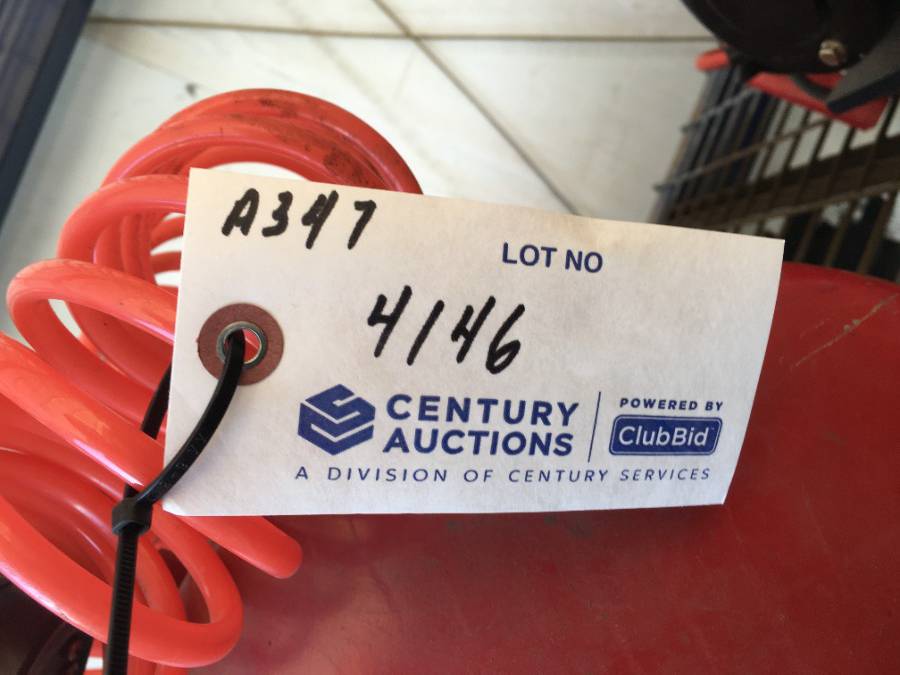 A347
LOT NO
4146
CENTURY
AUCTIONS
POWERED BY
ClubBid
A DIVISION OF CENTURY SERVICES